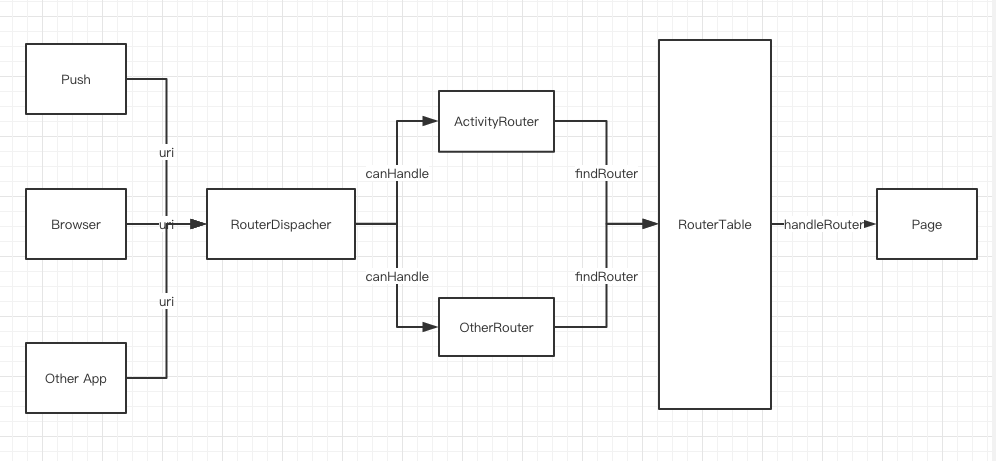 Push
uri
Browser
uri
RouterDispacher
uri
Other App
canHandle
ActivityRouter
canHandle
OtherRouter
findRouter
findRouter
RouterTable
handleRouter
Page